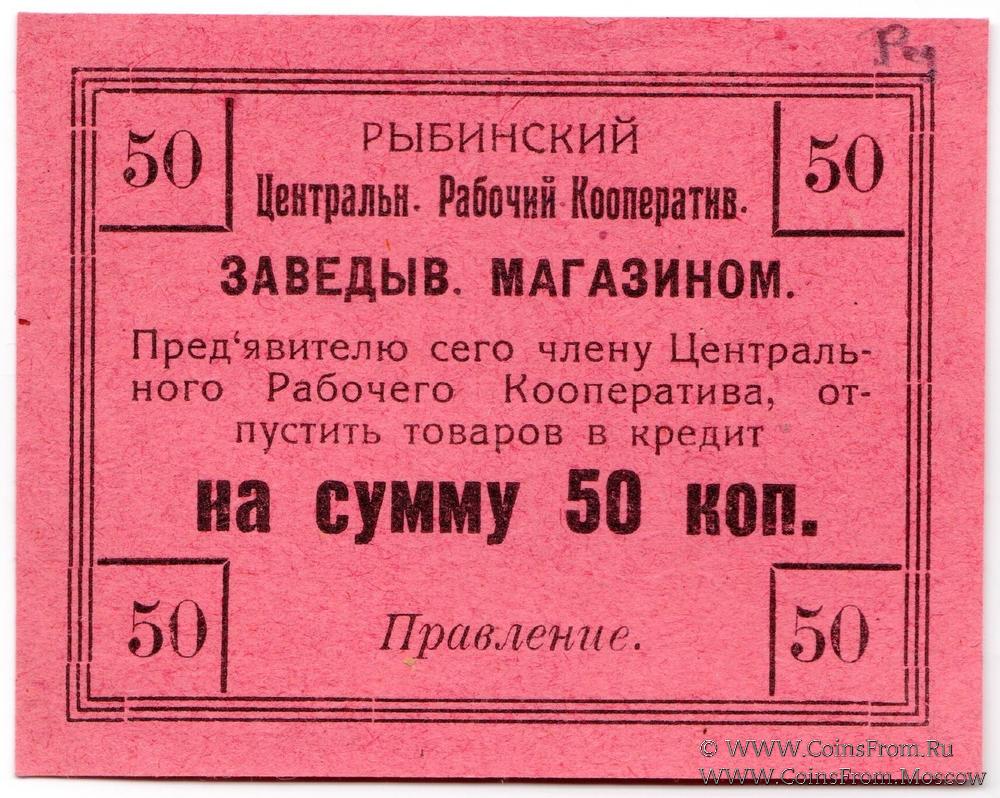 Ры
50 РЫБИНСКИЙ 50
Центральн. Рабочий Кооператив.
ЗАВЕДЫВ. МАГАЗИНОМ.
Пред‘явителю сего члену Централь-
ного Рабочего Кооператива, от-
пустить товаров в кредит
на сумму 50 коп.
50 Правление. 50
© WWW.CoinsFrom.Ru
WWW.CoinsFrom.Moscow